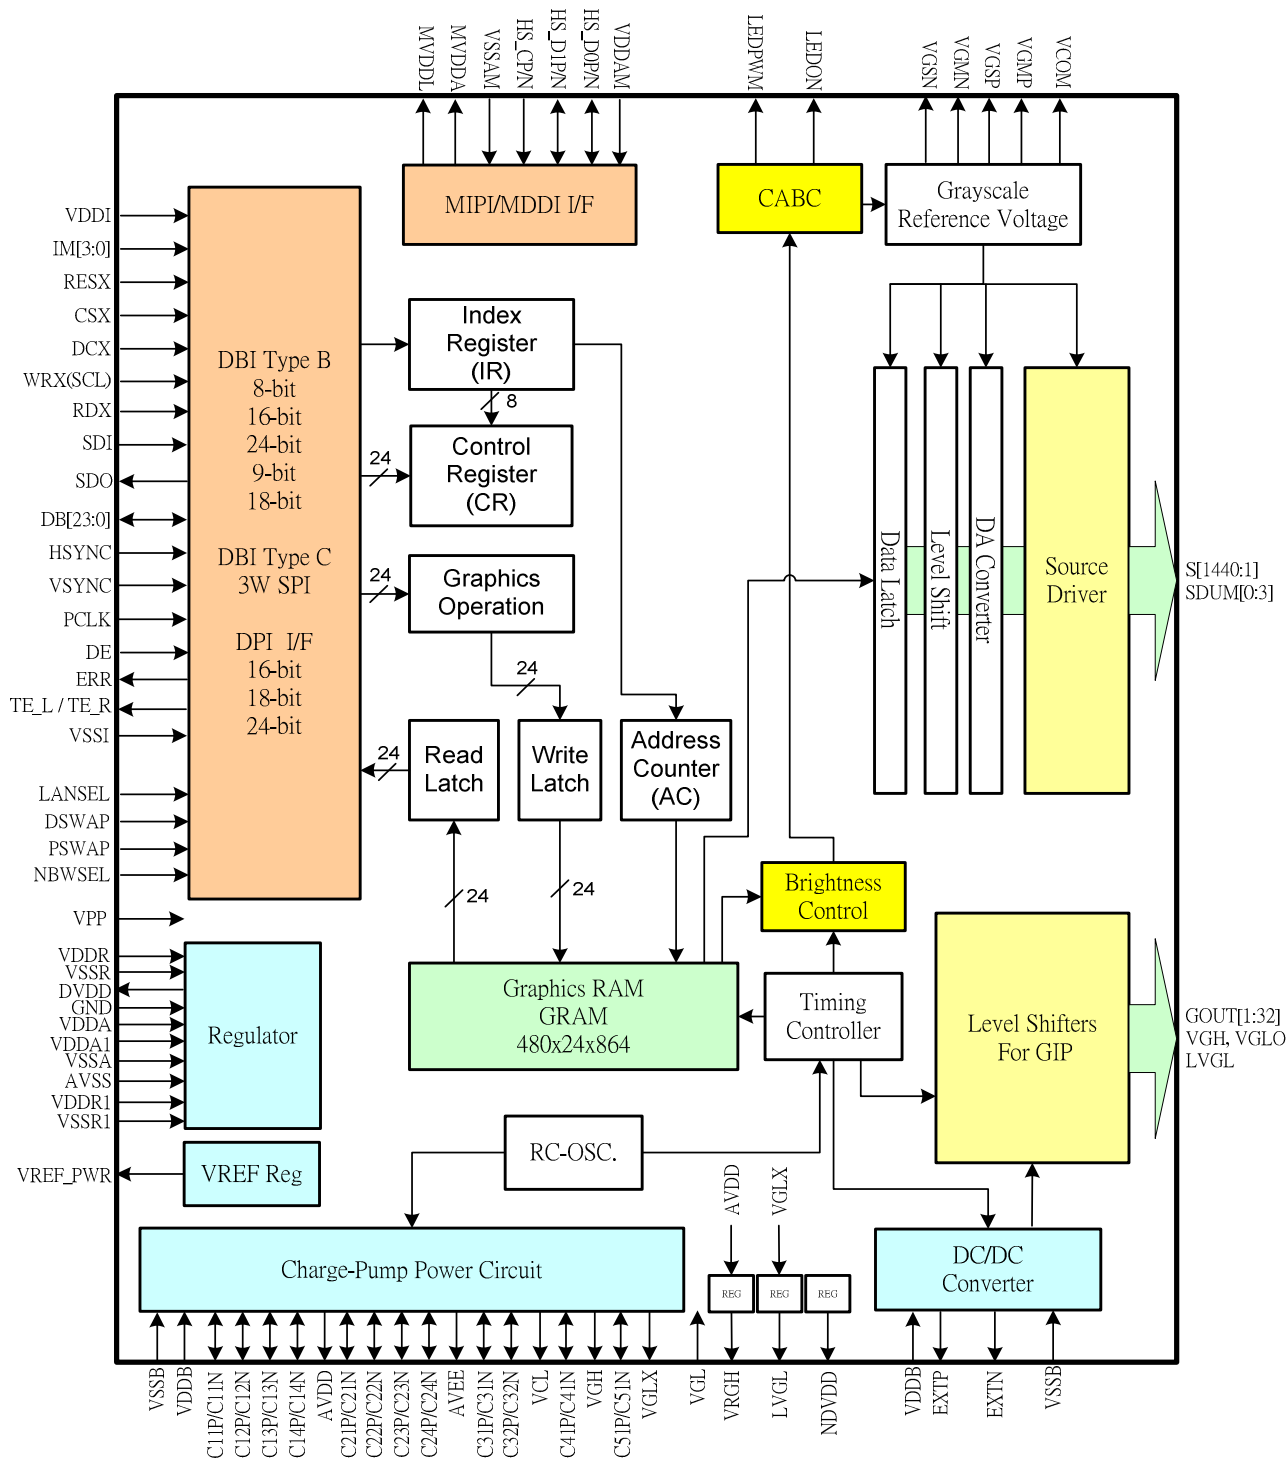 MVDDL
MVDDA
VSSAM
HS_CP/N
HS_D1P/N
HS_D0P/N
VDDAM
LEDPWM
LEDON
VGSN
VGMN
VGSP
VGMP
VCOM
MIPI/MDDI I/F
CABC
Grayscale
Reference Voltage
VDDI
IM[3:0]
RESX
CSX
DCX
WRX(SCL)
RDX
SDI
SDO
DB[23:0]
HSYNC
VSYNC
PCLK
DE
ERR
TE_L / TE_R
VSSI
LANSEL
DSWAP
PSWAP
NBWSEL
VPP
DBI Type B
8-bit
16-bit
24-bit
9-bit
18-bit
DBI Type C
3W SPI
DPI I/F
16-bit
18-bit
24-bit
Index
Register
(IR)
8
24
Control
Register
(CR)
24
Graphics
Operation
24
24
Read
Latch
Write
Latch
Address
Counter
(AC)
24
24
Data Latch
Level Shift
DA Converter
Source
Driver
S[1440:1]
SDUM[0:3]
Brightness
Control
Graphics RAM
GRAM
480x24x864
Timing
Controller
Level Shifters
For GIP
GOUT[1:32]
VGH, VGLO
LVGL
VDDR
VSSR
DVDD
GND
VDDA
VDDA1
VSSA
AVSS
VDDR1
VSSR1
Regulator
VREF_PWR
VREF Reg
RC-OSC.
AVDD
VGLX
Charge-Pump Power Circuit
REG
REG
REG
DC/DC
Converter
VSSB
VDDB
C11P/C11N
C12P/C12N
C13P/C13N
C14P/C14N
AVDD
C21P/C21N
C22P/C22N
C23P/C23N
C24P/C24N
AVEE
C31P/C31N
C32P/C32N
VCL
C41P/C41N
VGH
C51P/C51N
VGLX
VGL
VRGH
LVGL
NDVDD
VDDB
EXTP
EXTN
VSSB